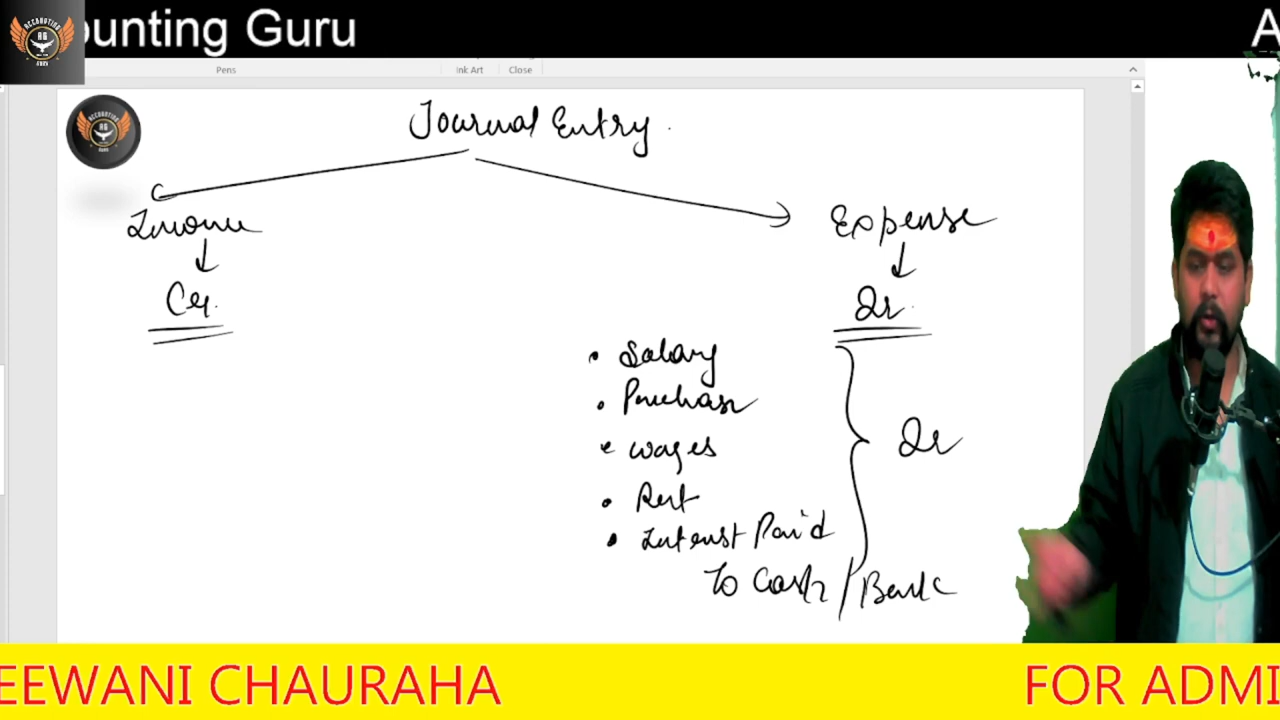 ounting Guru
A
Pens
Ink Art
Close
Journal Entry.
Income
Expense
Cr.
Dr.
• Salary
• Purchase
• Wages
• Rent
• Interest Paid
Dr
To Cash / Bank
EEWANI CHAURAHA
FOR ADMI